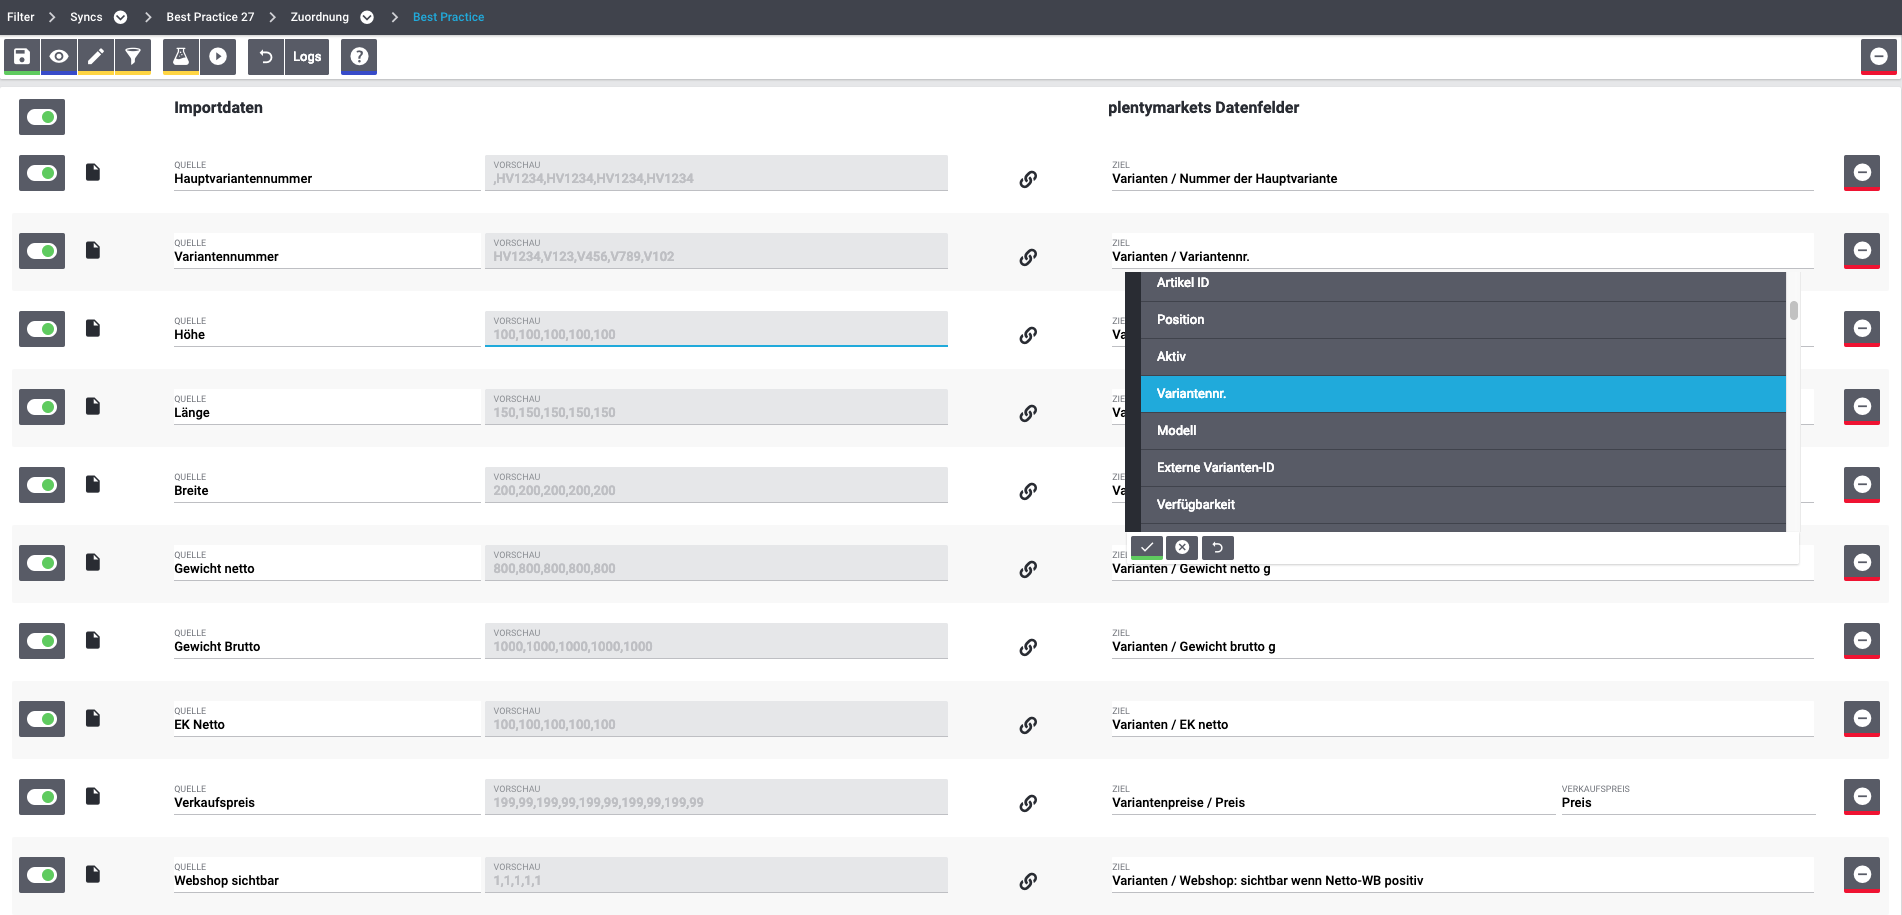 Filter Syncs Best Practice 27 Zuordnung Best Practice
Logs
Importdaten
plentymarkets Datenfelder
QUELLE VORSCHAU ZIEL
Hauptvariantennummer ,HV1234,HV1234,HV1234,HV1234 Varianten / Nummer der Hauptvariante
QUELLE VORSCHAU ZIEL
Variantennummer HV1234,V123,V456,V789,V102 Varianten / Variantennr.
Artikel ID
Position
Aktiv
Variantennr.
Modell
Externe Varianten-ID
Verfügbarkeit
QUELLE VORSCHAU ZIE
Höhe 100,100,100,100,100 Va
QUELLE VORSCHAU ZIE
Länge 150,150,150,150,150 Va
QUELLE VORSCHAU ZIE
Breite 200,200,200,200,200 Va
QUELLE VORSCHAU ZIE
Gewicht netto 800,800,800,800,800 Varianten / Gewicht netto g
QUELLE VORSCHAU ZIEL
Gewicht Brutto 1000,1000,1000,1000,1000 Varianten / Gewicht brutto g
QUELLE VORSCHAU ZIEL
EK Netto 100,100,100,100,100 Varianten / EK netto
QUELLE VORSCHAU ZIEL VERKAUFSPREIS
Verkaufspreis 199,99,199,99,199,99,199,99,199,99 Variantenpreise / Preis Preis
QUELLE VORSCHAU ZIEL
Webshop sichtbar 1,1,1,1,1 Varianten / Webshop: sichtbar wenn Netto-WB positiv